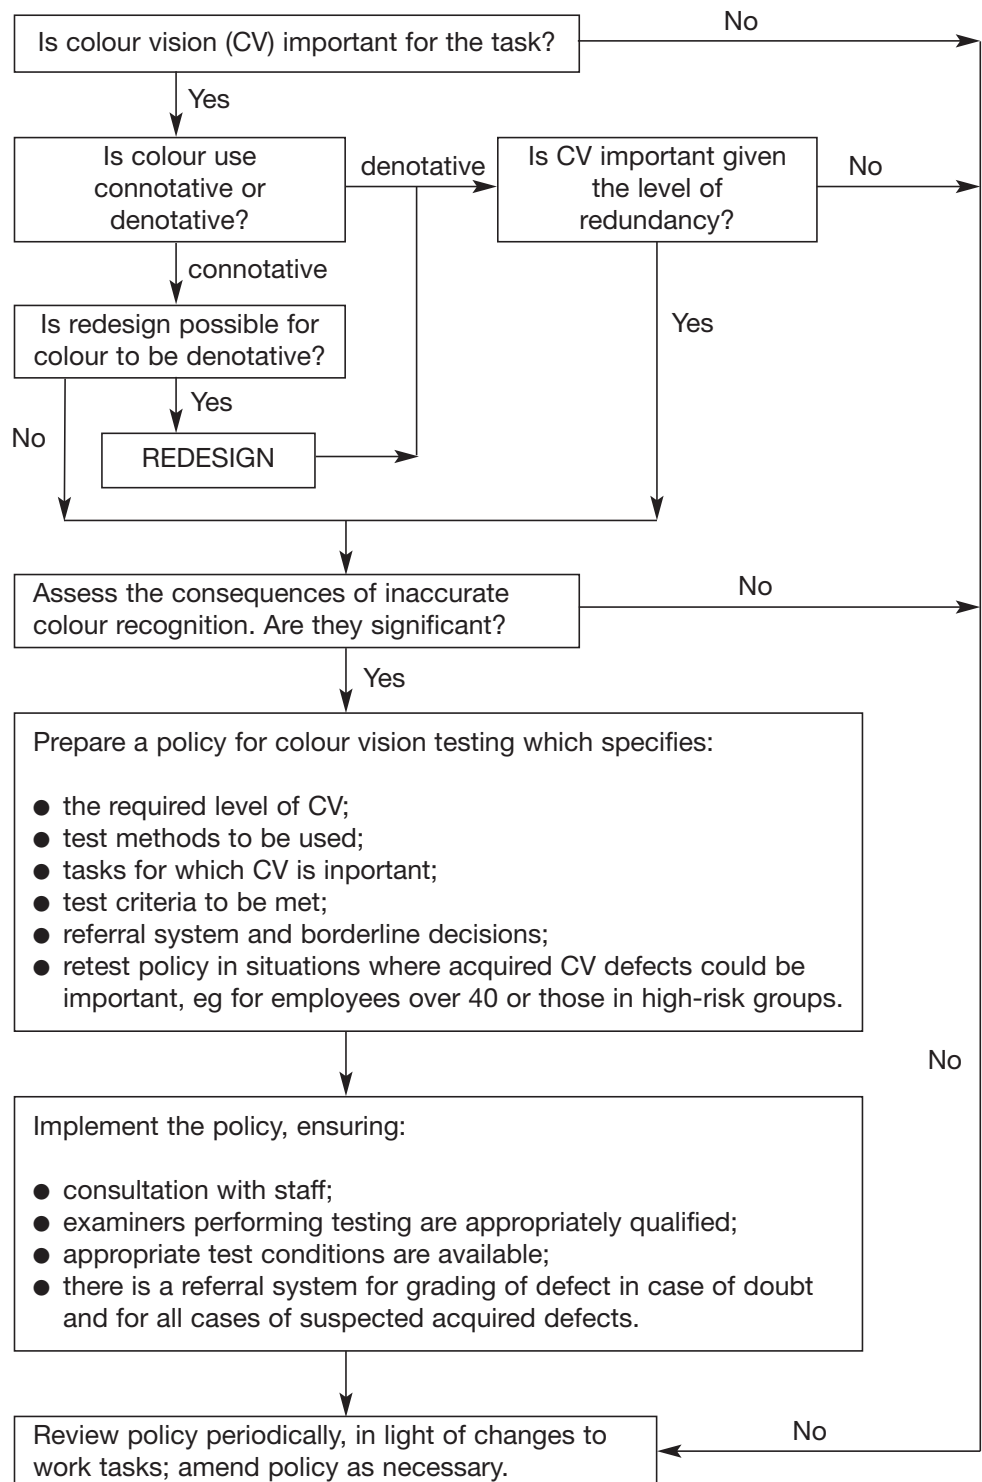 Is colour vision (CV) important for the task?
No
Yes
Is colour use
connotative or
denotative?
denotative
Is CV important given
the level of
redundancy?
No
connotative
Is redesign possible for
colour to be denotative?
Yes
Yes
No
REDESIGN
Assess the consequences of inaccurate
colour recognition. Are they significant?
No
Yes
Prepare a policy for colour vision testing which specifies:
● the required level of CV;
● test methods to be used;
● tasks for which CV is inportant;
● test criteria to be met;
● referral system and borderline decisions;
● retest policy in situations where acquired CV defects could be
important, eg for employees over 40 or those in high-risk groups.
No
Implement the policy, ensuring:
● consultation with staff;
● examiners performing testing are appropriately qualified;
● appropriate test conditions are available;
● there is a referral system for grading of defect in case of doubt
and for all cases of suspected acquired defects.
Review policy periodically, in light of changes to
work tasks; amend policy as necessary.
No